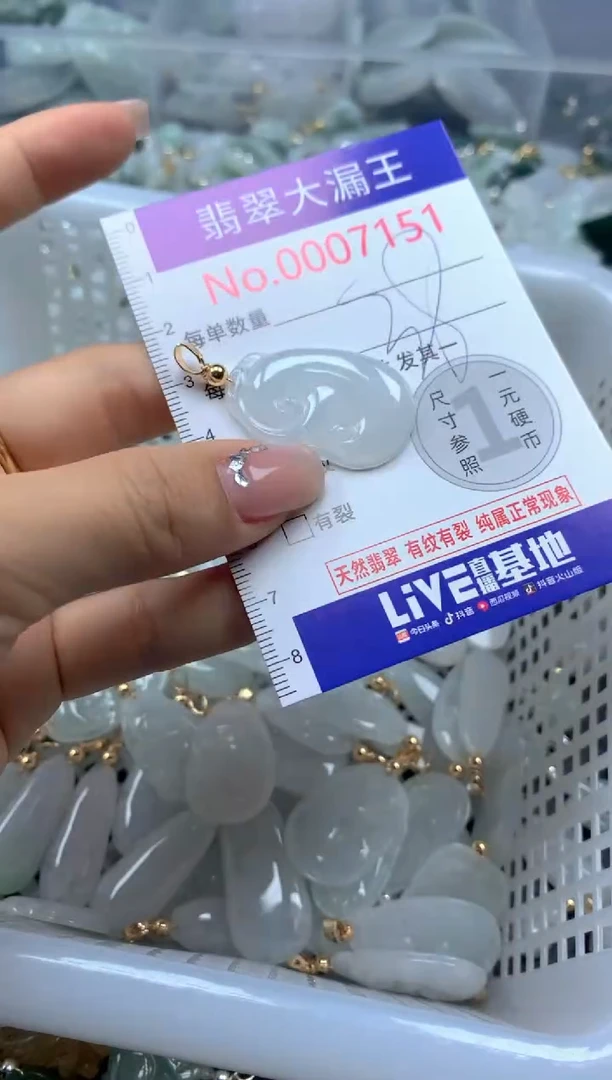 翡翠大漏王
No.0007151
每单数量
每
发其一
尺寸参照
1
一元硬币
有裂
天然翡翠 有纹有裂 纯属正常现象
LiVE直播基地
今日头条 抖音 西瓜视频 抖音火山版
0
1
2
3
4
7
8